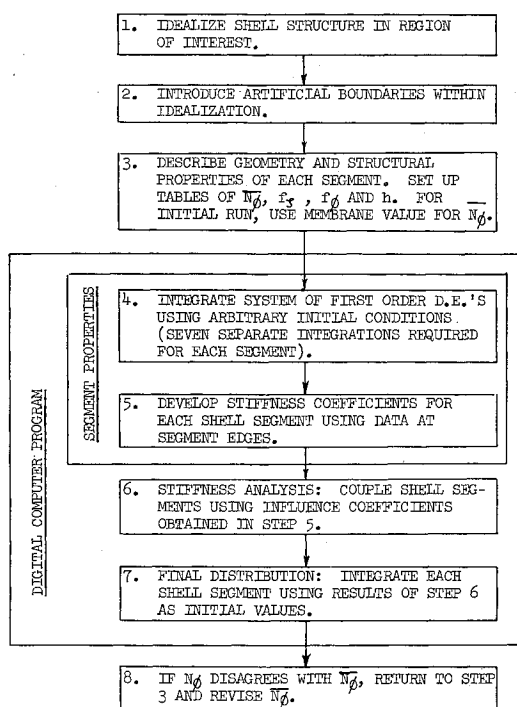 1. IDEALIZE SHELL STRUCTURE IN REGION
OF INTEREST.
2. INTRODUCE ARTIFICIAL BOUNDARIES WITHIN
IDEALIZATION.
3. DESCRIBE GEOMETRY AND STRUCTURAL
PROPERTIES OF EACH SEGMENT. SET UP
TABLES OF N̅ϕ, fζ , fϕ AND h. FOR
INITIAL RUN, USE MEMBRANE VALUE FOR N̅ϕ.
DIGITAL COMPUTER PROGRAM
SEGMENT PROPERTIES
4. INTEGRATE SYSTEM OF FIRST ORDER D.E.'S
USING ARBITRARY INITIAL CONDITIONS.
(SEVEN SEPARATE INTEGRATIONS REQUIRED
FOR EACH SEGMENT).
5. DEVELOP STIFFNESS COEFFICIENTS FOR
EACH SHELL SEGMENT USING DATA AT
SEGMENT EDGES.
6. STIFFNESS ANALYSIS: COUPLE SHELL SEG-
MENTS USING INFLUENCE COEFFICIENTS
OBTAINED IN STEP 5.
7. FINAL DISTRIBUTION: INTEGRATE EACH
SHELL SEGMENT USING RESULTS OF STEP 6
AS INITIAL VALUES.
8. IF Nϕ DISAGREES WITH N̅ϕ, RETURN TO STEP
3 AND REVISE N̅ϕ.